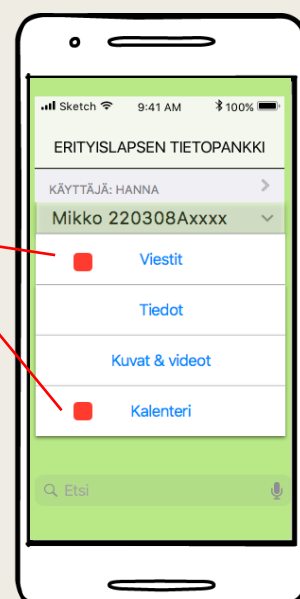 Sketch 9:41 AM 100%
ERITYISLAPSEN TIETOPANKKI
KÄYTTÄJÄ: HANNA
Mikko 220308Axxxx
Viestit
Tiedot
Kuvat & videot
Kalenteri
Etsi